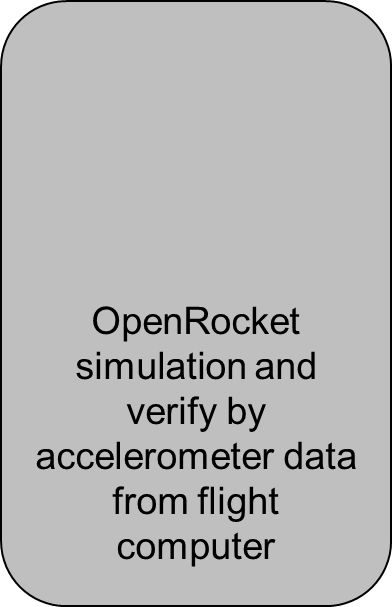 OpenRocket
simulation and
verify by
accelerometer data
from flight
computer